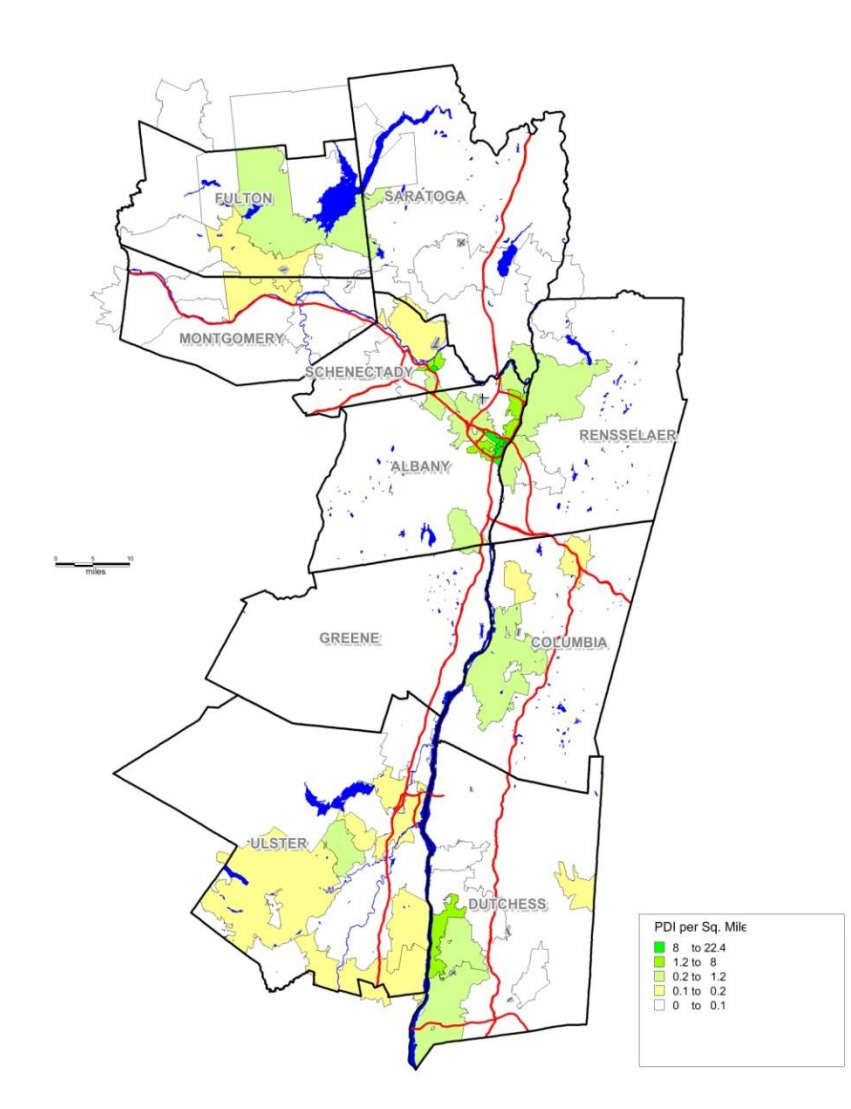 FULTON
SARATOGA
MONTGOMERY
SCHENECTADY
RENSSELAER
ALBANY
0 5 10
miles
GREENE
COLUMBIA
ULSTER
DUTCHESS
PDI per Sq. Mile
8 to 22.4
1.2 to 8
0.2 to 1.2
0.1 to 0.2
0 to 0.1